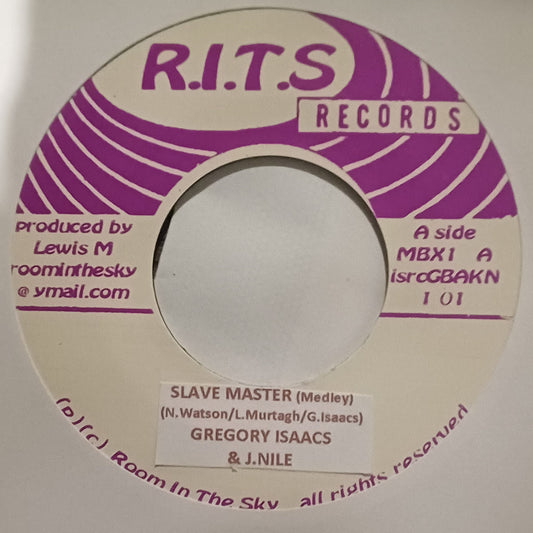 R.I.T.S
RECORDS
produced by
Lewis M
roominthesky
@ ymail.com
A side
MBX1 A
isrcGBAKN
1 01
SLAVE MASTER (Medley)
(N.Watson/L.Murtagh/G.Isaacs)
GREGORY ISAACS
& J.NILE
(p)(c) Room In The Sky all rights reserved